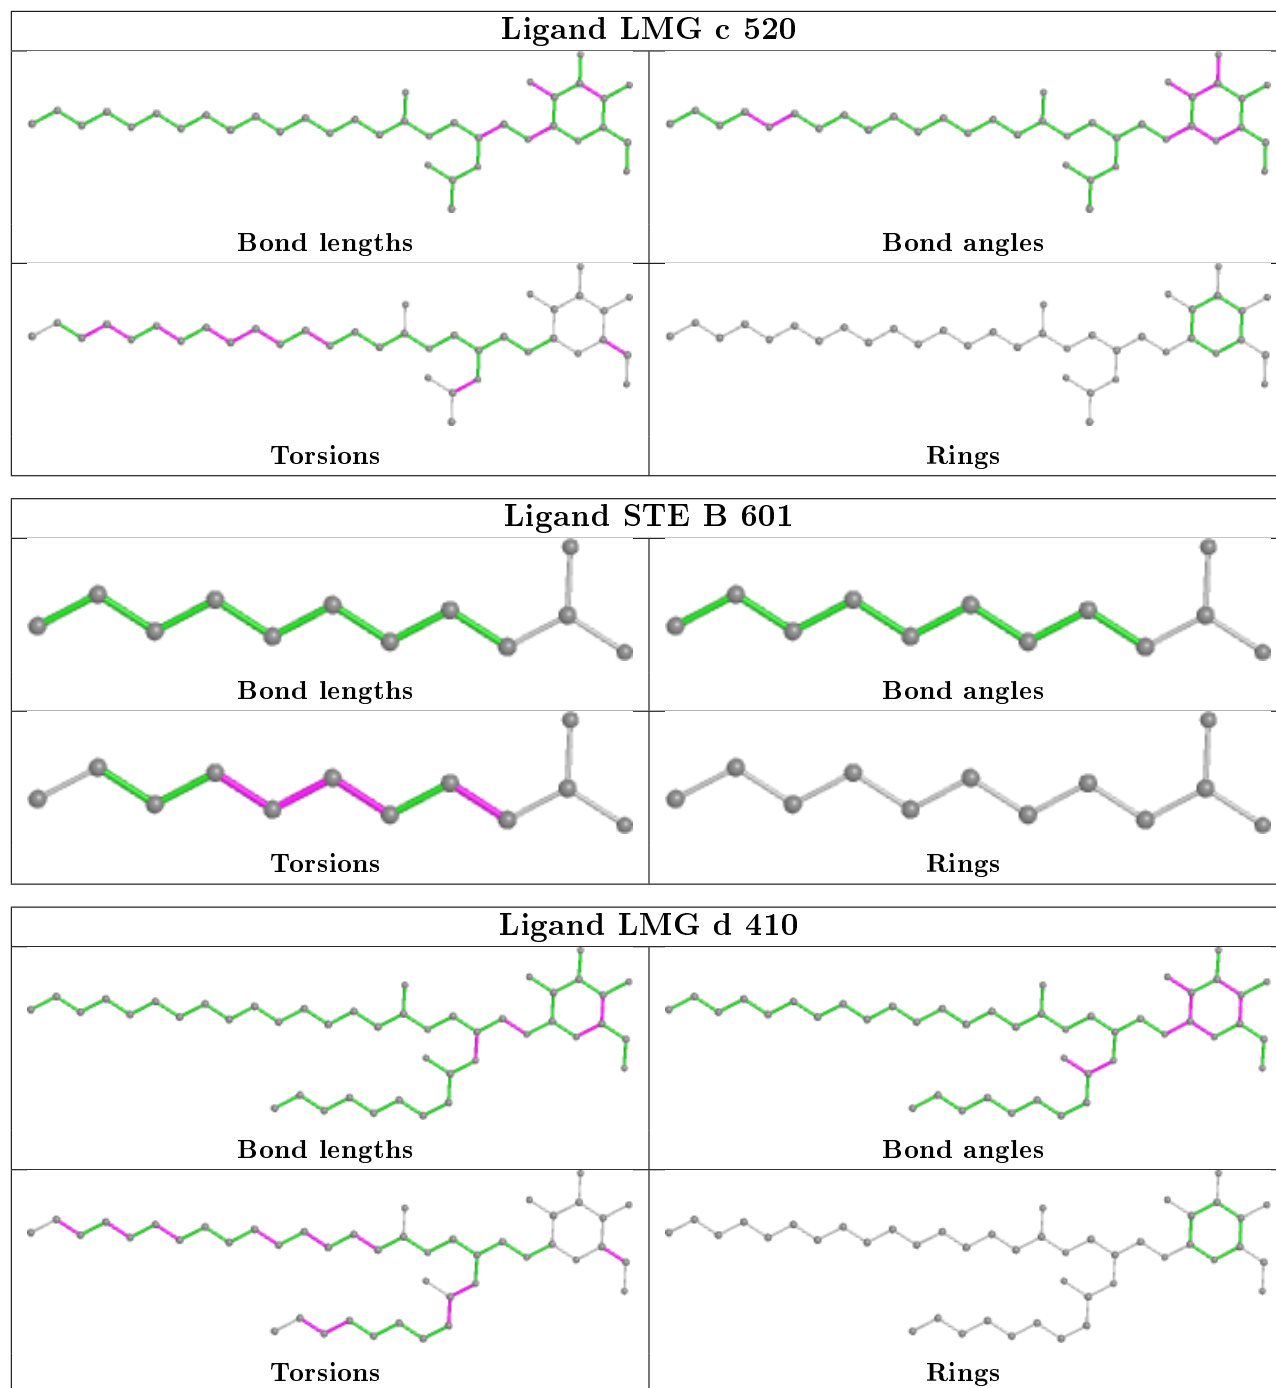 Ligand LMG c 520
Bond lengths
Bond angles
Torsions
Rings
Ligand STE B 601
Bond lengths
Bond angles
Torsions
Rings
Ligand LMG d 410
Bond lengths
Bond angles
Torsions
Rings